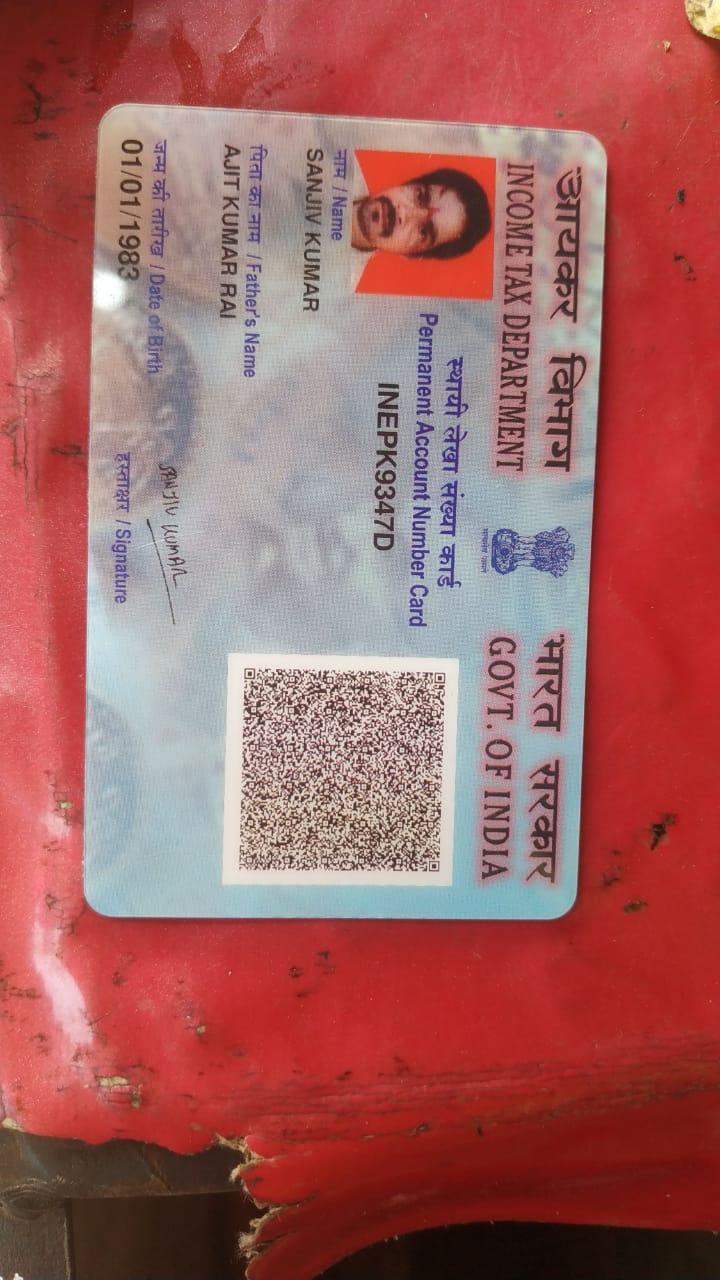 आयकर विभाग
INCOME TAX DEPARTMENT
भारत सरकार
GOVT. OF INDIA
सत्यमेव जयते
स्थायी लेखा संख्या कार्ड
Permanent Account Number Card
INEPK9347D
नाम / Name
SANJIV KUMAR
पिता का नाम / Father's Name
AJIT KUMAR RAI
जन्म की तारीख / Date of Birth
01/01/1983
SANJIV KUMAR
हस्ताक्षर / Signature